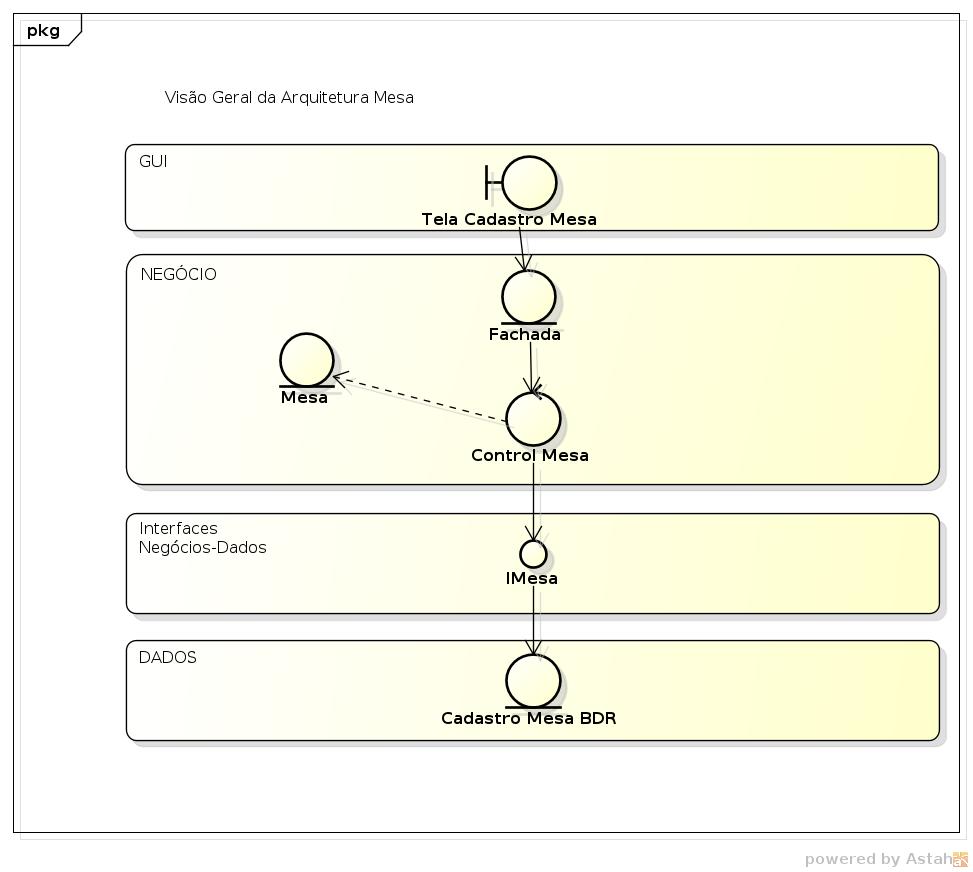 pkg
Visão Geral da Arquitetura Mesa
GUI
Tela Cadastro Mesa
NEGÓCIO
Fachada
Mesa
Control Mesa
Interfaces
Negócios-Dados
IMesa
DADOS
Cadastro Mesa BDR
powered by Astah